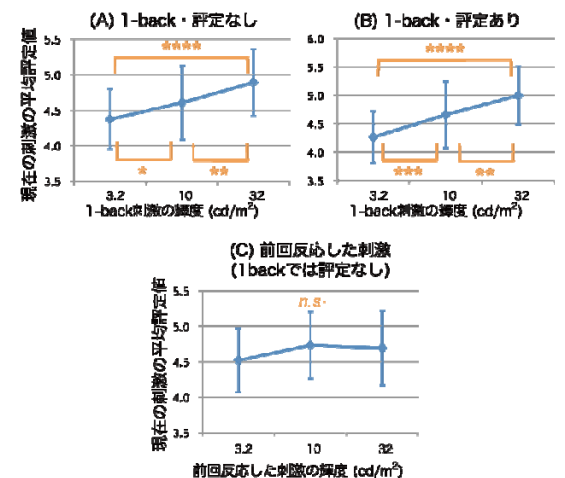 (A) 1-back・評定なし
現在の刺激の平均評定値
5.5
5.0
4.5
4.0
3.5
****
*
**
3.2 10 32
1-back刺激の輝度 (cd/m²)
(B) 1-back・評定あり
6.0
5.5
5.0
4.5
4.0
3.5
****
***
**
3.2 10 32
1-back刺激の輝度 (cd/m²)
(C) 前回反応した刺激
(1backでは評定なし)
現在の刺激の平均評定値
5.5
5.0
4.5
4.0
3.5
n.s.
3.2 10 32
前回反応した刺激の輝度 (cd/m²)